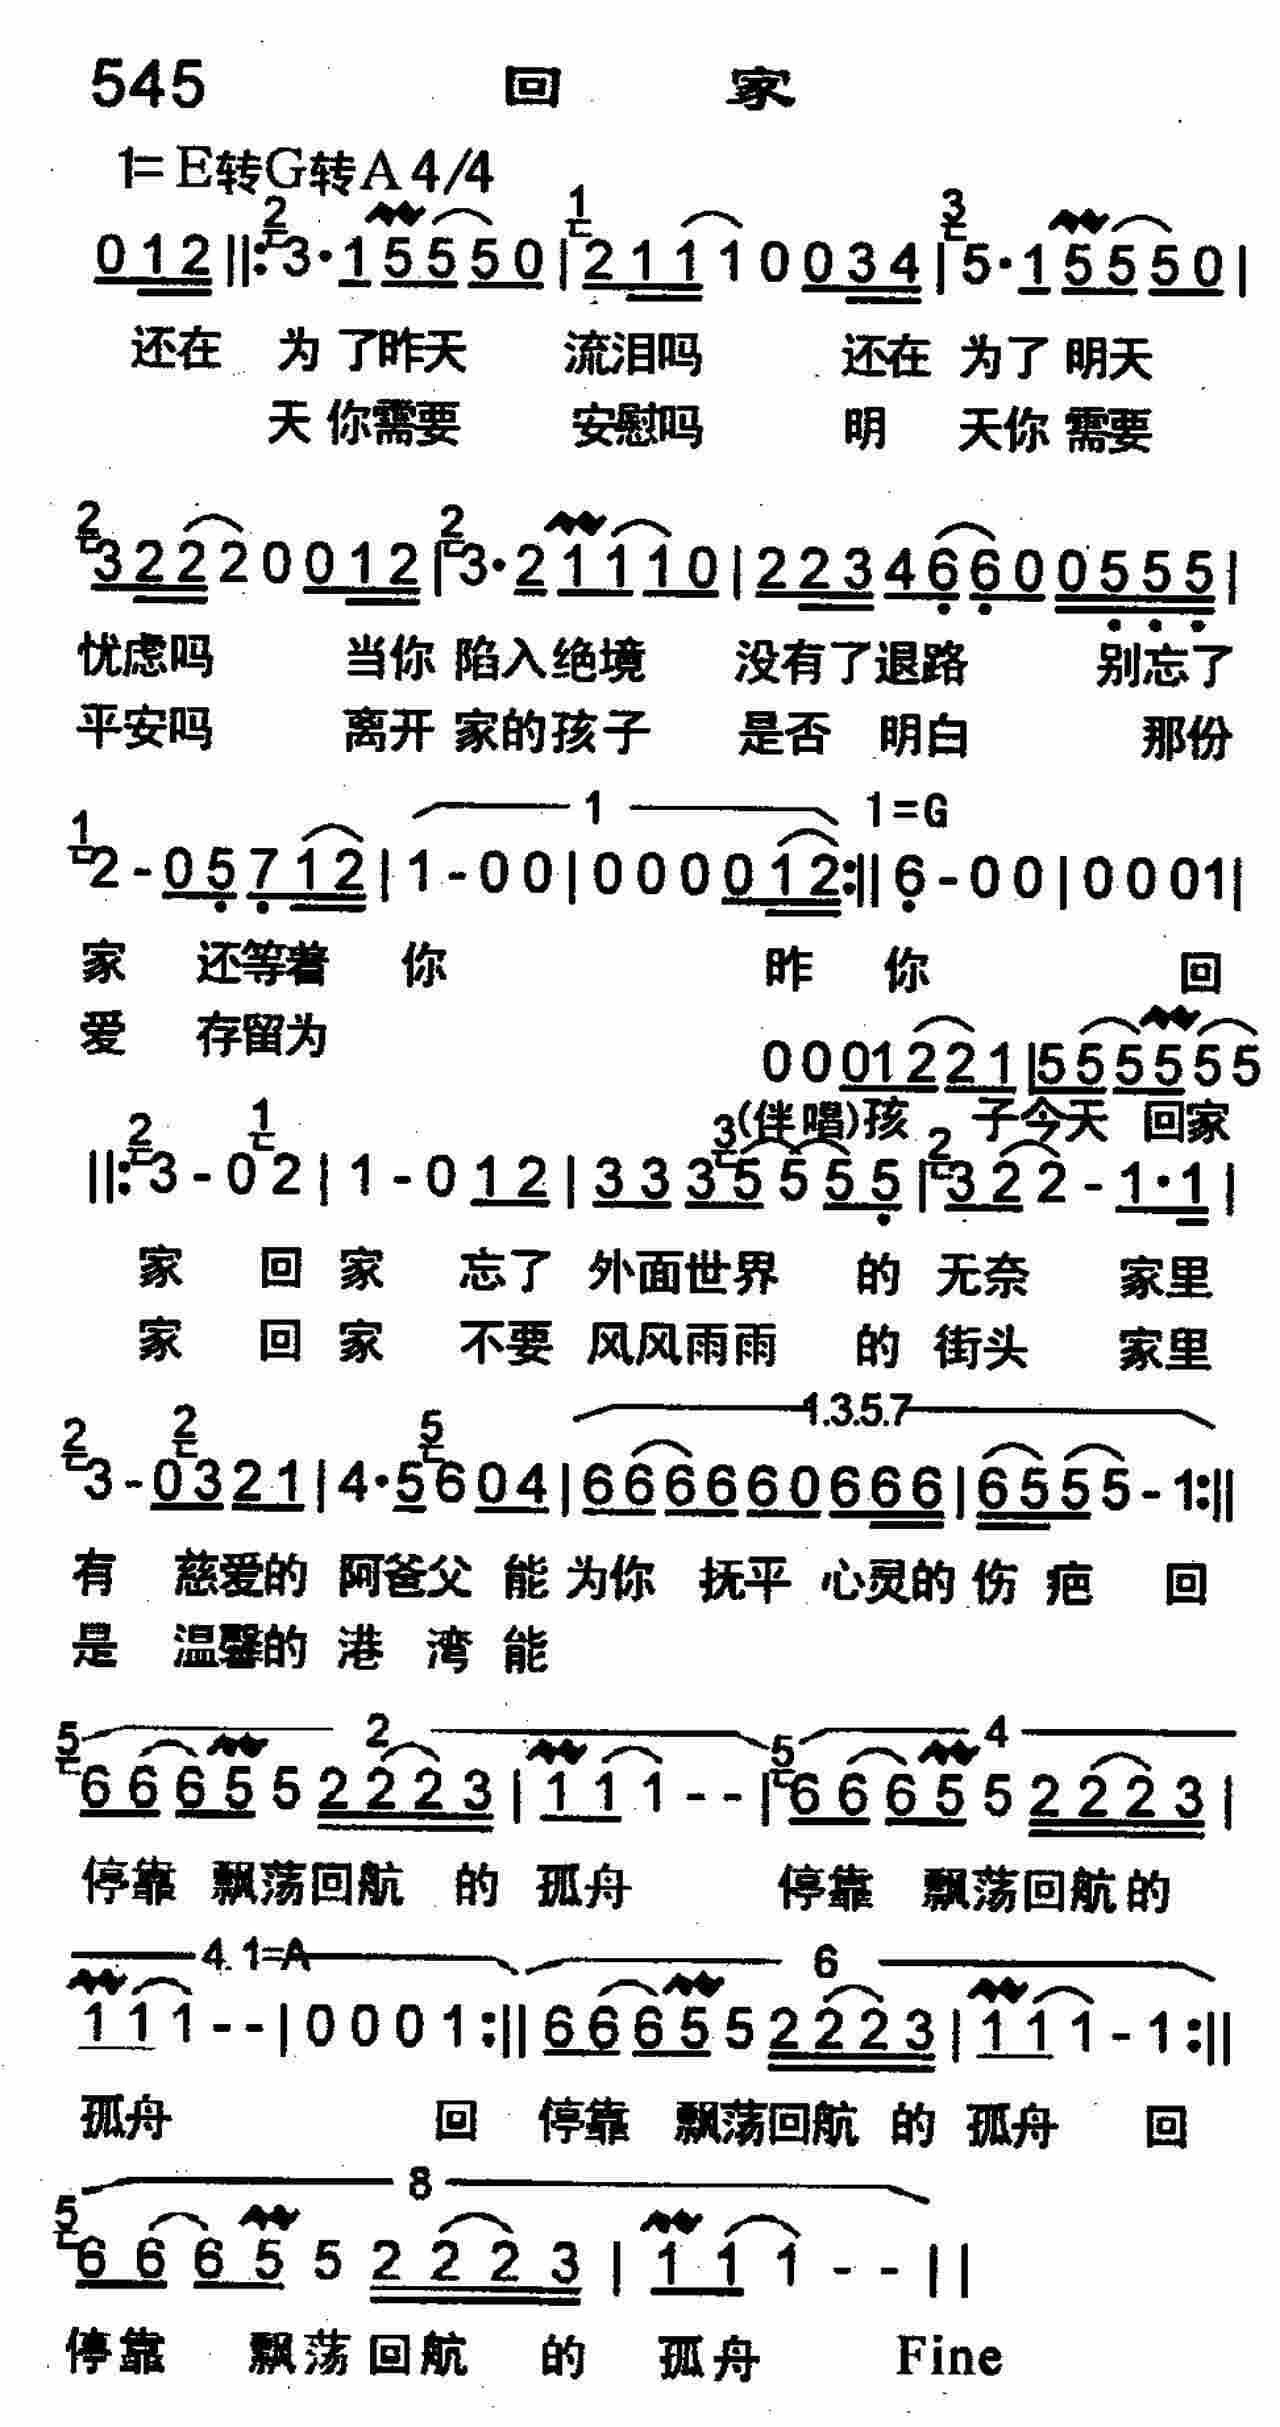 545 回 家
1=E转G转A 4/4
2 1 3
0 1 2 ‖: 3· 1 5 5 5 0 | 2 1 1 1 0 0 3 4 | 5· 1 5 5 5 0 |
还在 为 了昨天 流泪吗 还在 为了 明天
天 你需要 安慰吗 明 天你 需要
2 2
3 2 2 2 0 0 1 2 | 3· 2 1 1 1 0 | 2 2 3 4 6 6 0 0 5 5 5 |
忧虑吗 当你 陷入绝境 没有了退路 别忘了
平安吗 离开 家的孩子 是否 明白 那份
1 1 1=G
2 - 0 5 7 1 2 | 1 - 0 0 | 0 0 0 0 1 2 :‖ 6 - 0 0 | 0 0 0 1 |
家 还等着 你 昨 你 回
爱 存留为
0 0 0 1 2 2 1 | 5 5 5 5 5 5
(伴唱)孩 子今天 回家
2 1 3 2
‖: 3 - 0 2 | 1 - 0 1 2 | 3 3 3 5 5 5 5 | 3 2 2 - 1· 1 |
家 回 家 忘了 外面世界 的 无奈 家里
家 回 家 不要 风风雨雨 的 街头 家里
2 2 5 1.3.5.7
3 - 0 3 2 1 | 4· 5 6 0 4 | 6 6 6 6 6 0 6 6 6 | 6 5 5 5 - 1 :‖
有 慈爱的 阿爸父 能 为你 抚平 心灵的 伤 疤 回
是 温馨的 港 湾 能
5 2 5 4
6 6 6 5 5 2 2 2 3 | 1 1 1 - - | 6 6 6 5 5 2 2 2 3 |
停靠 飘荡回航 的 孤舟 停靠 飘荡回航的
4. 1=A 6
1 1 1 - - | 0 0 0 1 :‖ 6 6 6 5 5 2 2 2 3 | 1 1 1 - 1 :‖
孤舟 回 停靠 飘荡回航 的 孤舟 回
5 8
6 6 6 5 5 2 2 2 3 | 1 1 1 - - ‖
停靠 飘荡回航 的 孤舟 Fine